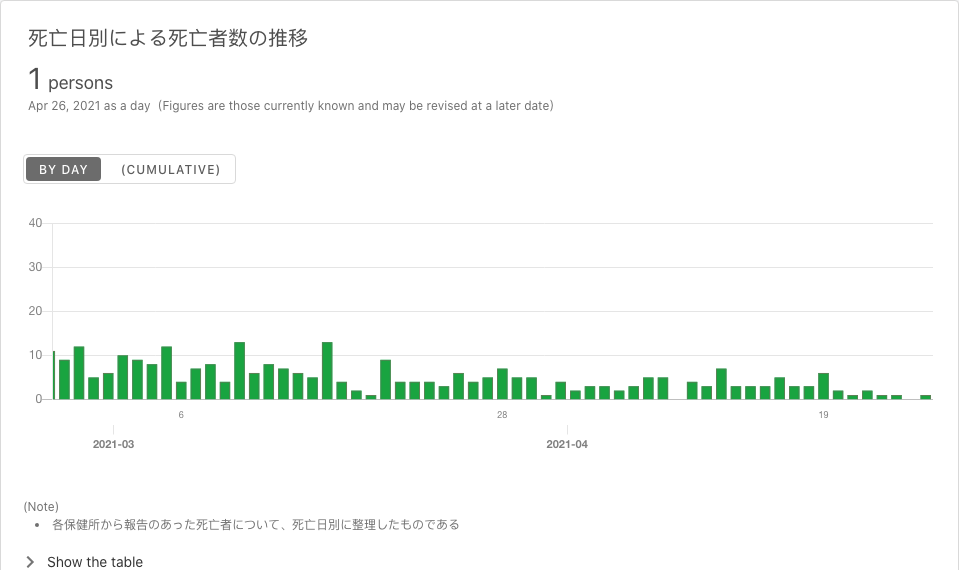 死亡日別による死亡者数の推移
1 persons
Apr 26, 2021 as a day（Figures are those currently known and may be revised at a later date）
BY DAY (CUMULATIVE)
40
30
20
10
0
6 28 19
2021-03 2021-04
(Note)
• 各保健所から報告のあった死亡者について、死亡日別に整理したものである
Show the table